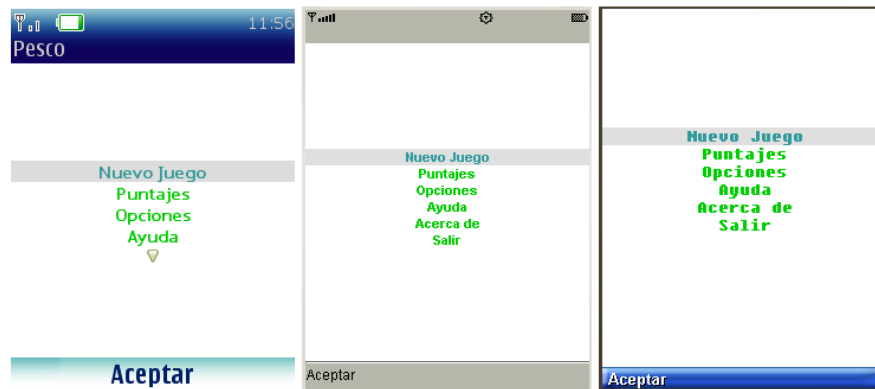 11:56
Pesco
Nuevo Juego
Puntajes
Opciones
Ayuda
Aceptar
Nuevo Juego
Puntajes
Opciones
Ayuda
Acerca de
Salir
Aceptar
Nuevo Juego
Puntajes
Opciones
Ayuda
Acerca de
Salir
Aceptar